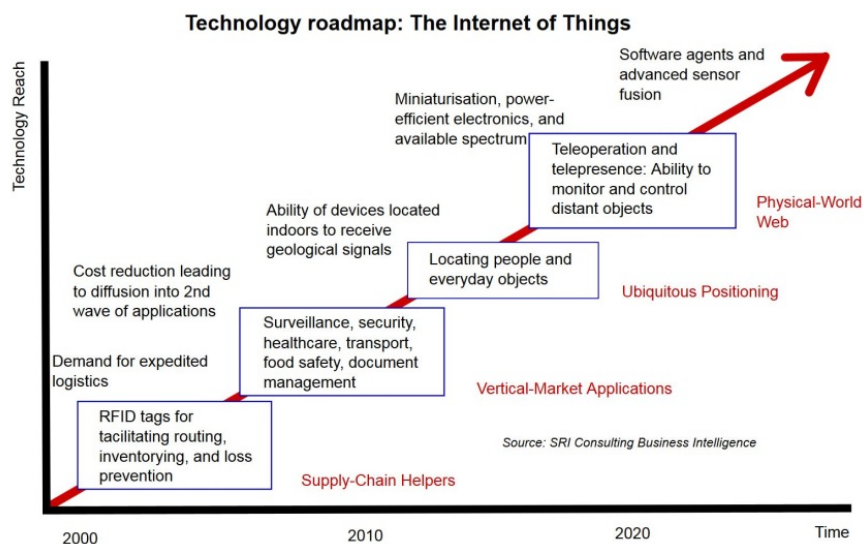 Technology roadmap: The Internet of Things
Technology Reach
Software agents and
advanced sensor
fusion
Miniaturisation, power-
efficient electronics, and
available spectrum
Teleoperation and
telepresence: Ability to
monitor and control
distant objects
Physical-World
Web
Ability of devices located
indoors to receive
geological signals
Locating people and
everyday objects
Ubiquitous Positioning
Cost reduction leading
to diffusion into 2nd
wave of applications
Surveillance, security,
healthcare, transport,
food safety, document
management
Vertical-Market Applications
Demand for expedited
logistics
RFID tags for
tacilitating routing,
inventorying, and loss
prevention
Supply-Chain Helpers
Source: SRI Consulting Business Intelligence
2000
2010
2020
Time